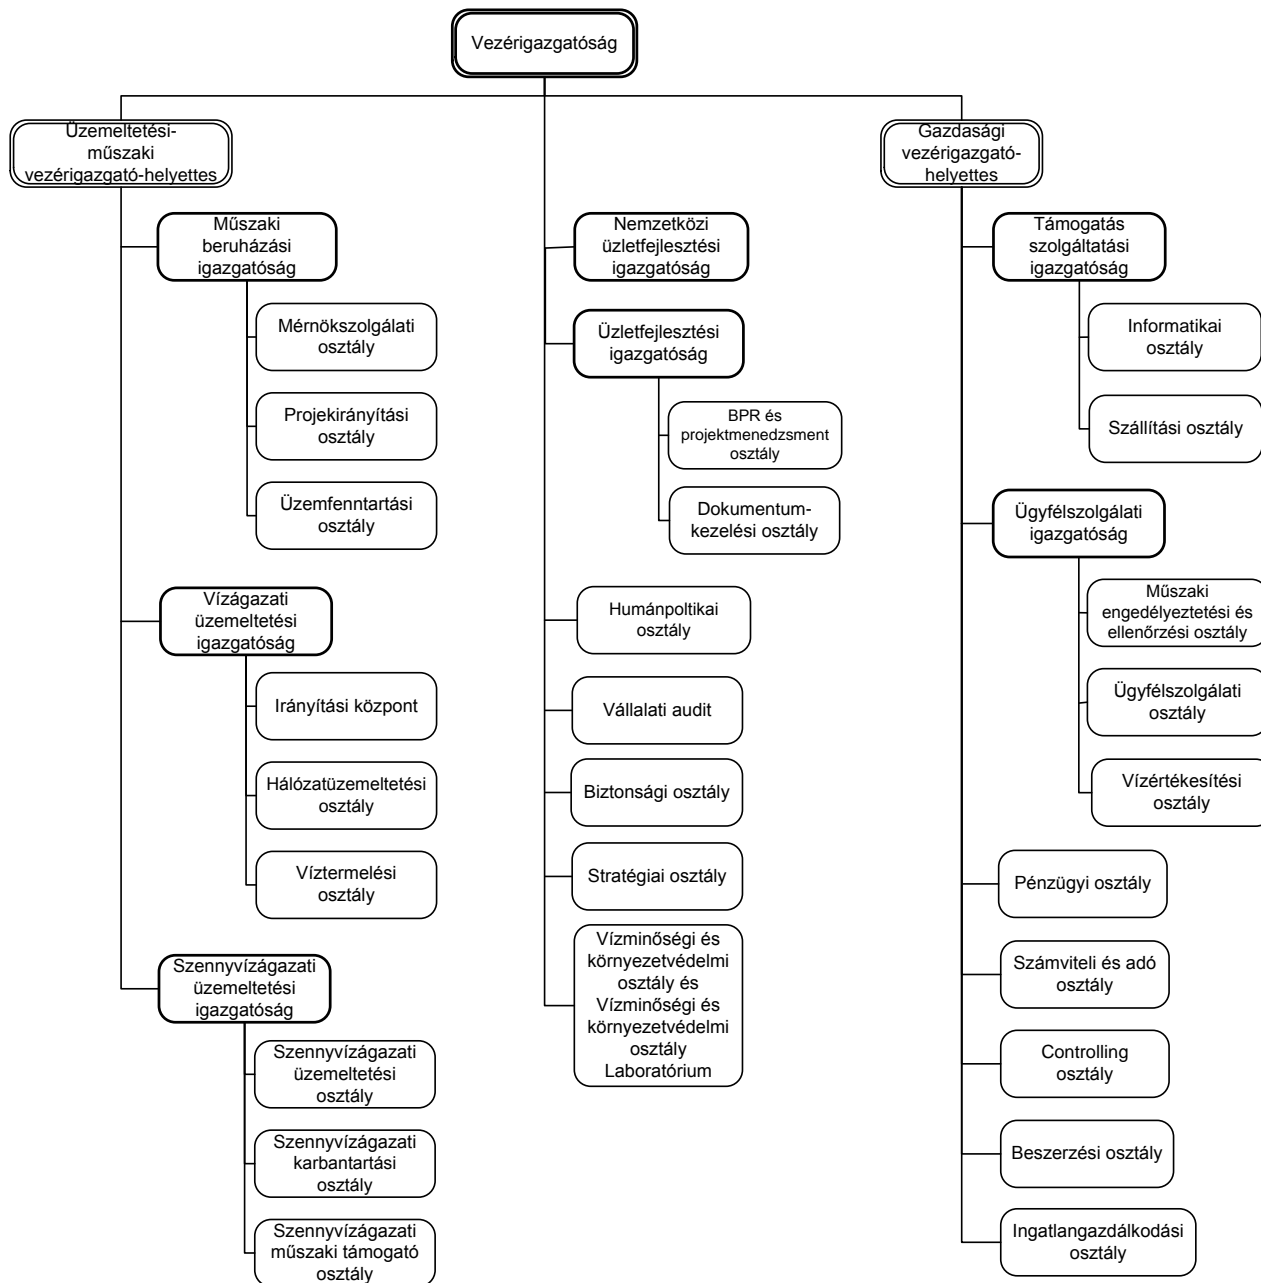 Vezérigazgatóság
Üzemeltetési-
műszaki
vezérigazgató-helyettes
Műszaki
beruházási
igazgatóság
Mérnökszolgálati
osztály
Projekirányítási
osztály
Üzemfenntartási
osztály
Vízágazati
üzemeltetési
igazgatóság
Irányítási központ
Hálózatüzemeltetési
osztály
Víztermelési
osztály
Szennyvízágazati
üzemeltetési
igazgatóság
Szennyvízágazati
üzemeltetési
osztály
Szennyvízágazati
karbantartási
osztály
Szennyvízágazati
műszaki támogató
osztály
Nemzetközi
üzletfejlesztési
igazgatóság
Üzletfejlesztési
igazgatóság
BPR és
projektmenedzsment
osztály
Dokumentum-
kezelési osztály
Humánpoltikai
osztály
Vállalati audit
Biztonsági osztály
Stratégiai osztály
Vízminőségi és
környezetvédelmi
osztály és
Vízminőségi és
környezetvédelmi
osztály
Laboratórium
Gazdasági
vezérigazgató-
helyettes
Támogatás
szolgáltatási
igazgatóság
Informatikai
osztály
Szállítási osztály
Ügyfélszolgálati
igazgatóság
Műszaki
engedélyeztetési és
ellenőrzési osztály
Ügyfélszolgálati
osztály
Vízértékesítési
osztály
Pénzügyi osztály
Számviteli és adó
osztály
Controlling
osztály
Beszerzési osztály
Ingatlangazdálkodási
osztály